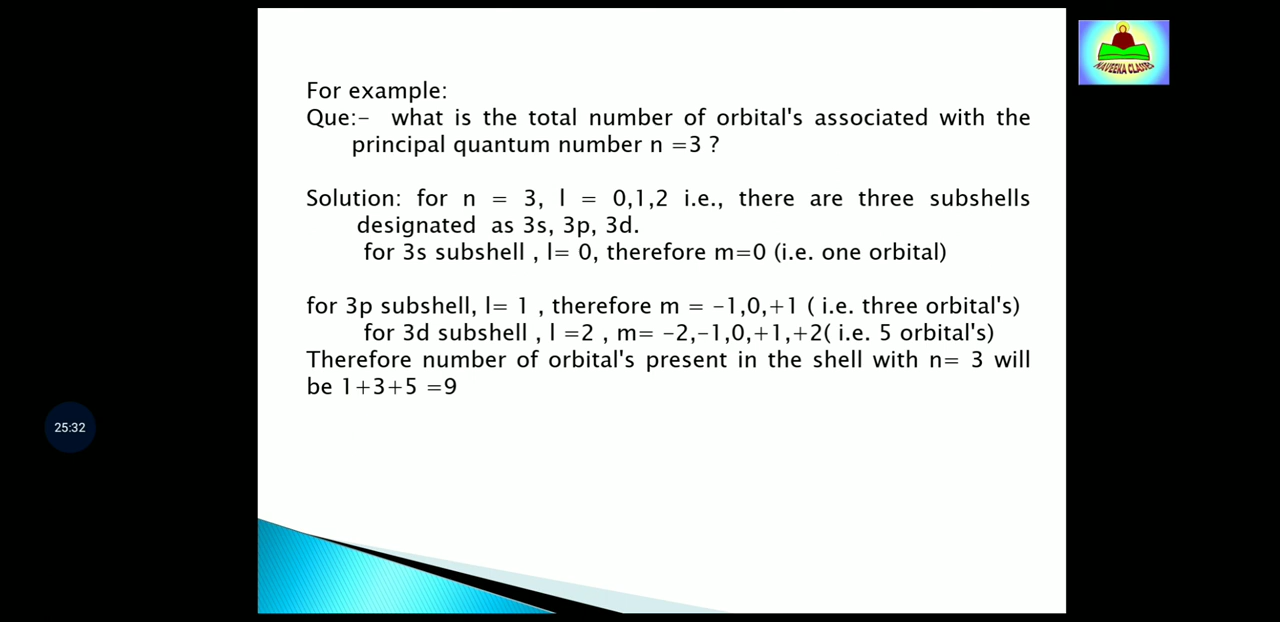 For example:
Que:- what is the total number of orbital's associated with the
principal quantum number n =3 ?
Solution: for n = 3, l = 0,1,2 i.e., there are three subshells
designated as 3s, 3p, 3d.
for 3s subshell , l= 0, therefore m=0 (i.e. one orbital)
for 3p subshell, l= 1 , therefore m = -1,0,+1 ( i.e. three orbital's)
for 3d subshell , l =2 , m= -2,-1,0,+1,+2( i.e. 5 orbital's)
Therefore number of orbital's present in the shell with n= 3 will
be 1+3+5 =9
25:32
NAVEEKA CLASSES